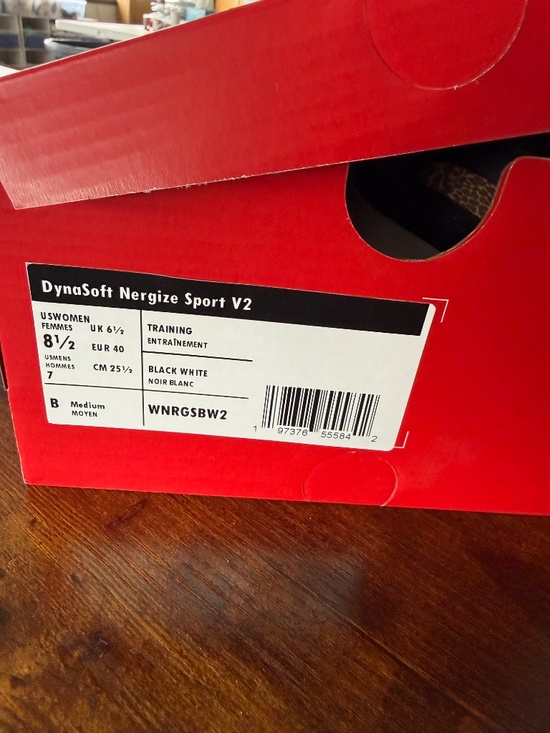 DynaSoft Nergize Sport V2
USWOMEN
FEMMES
8½
USMENS
HOMMES
7
UK 6½
EUR 40
CM 25½
B Medium
MOYEN
TRAINING
ENTRAÎNEMENT
BLACK WHITE
NOIR BLANC
WNRGSBW2
1 97376 55584 2